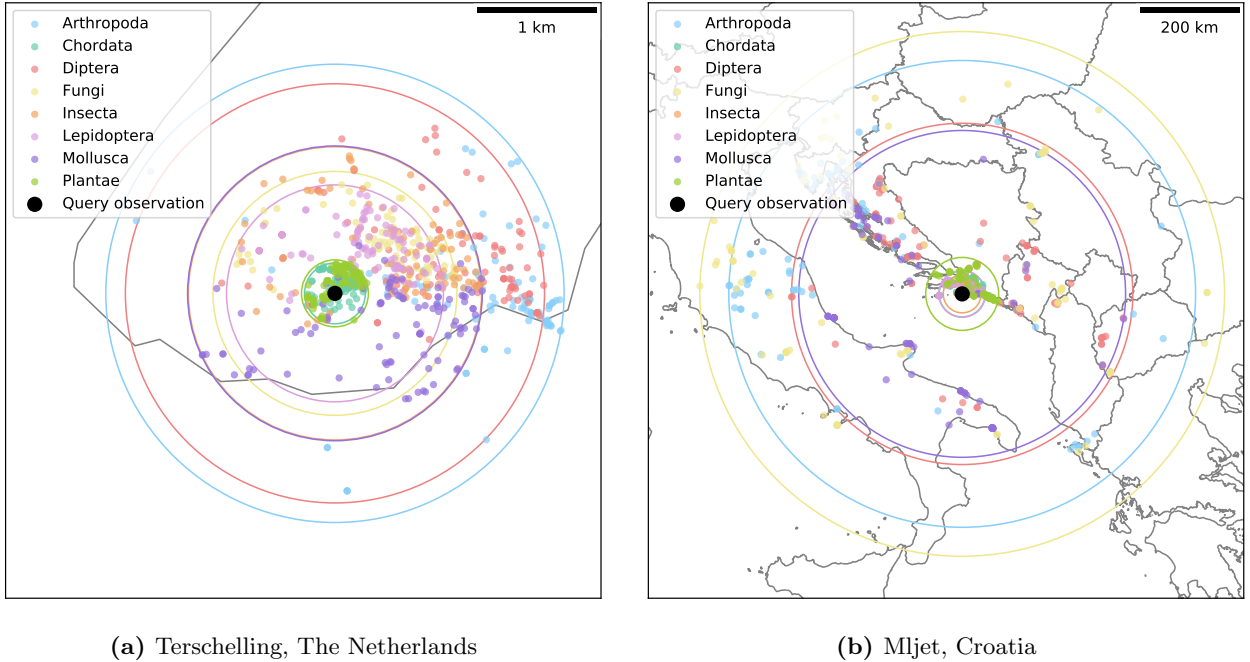 Arthropoda
Chordata
Diptera
Fungi
Insecta
Lepidoptera
Mollusca
Plantae
Query observation
1 km
Arthropoda
Chordata
Diptera
Fungi
Insecta
Lepidoptera
Mollusca
Plantae
Query observation
200 km
(a) Terschelling, The Netherlands
(b) Mljet, Croatia